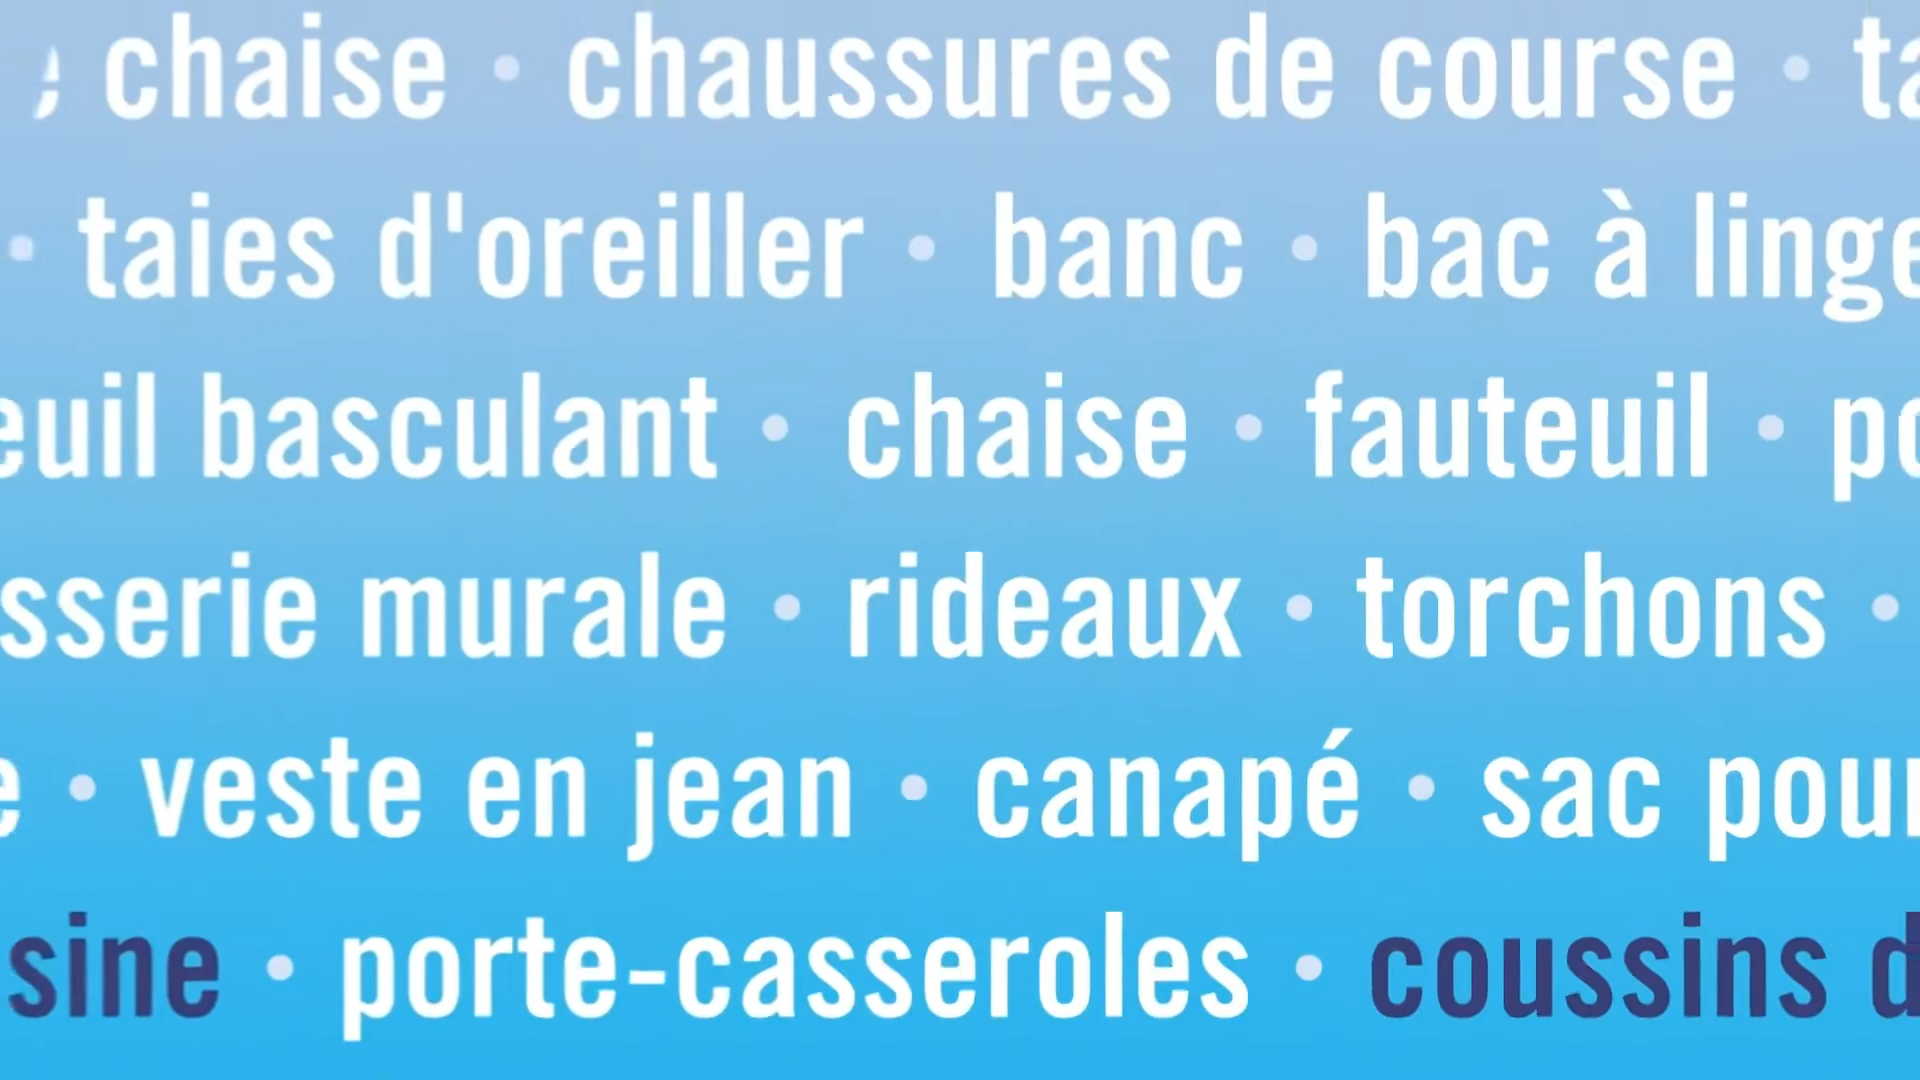 chaise • chaussures de course •
• taies d'oreiller • banc • bac à linge
basculant • chaise • fauteuil •
murale • rideaux • torchons •
• veste en jean • canapé • sac pour
• porte-casseroles • coussins